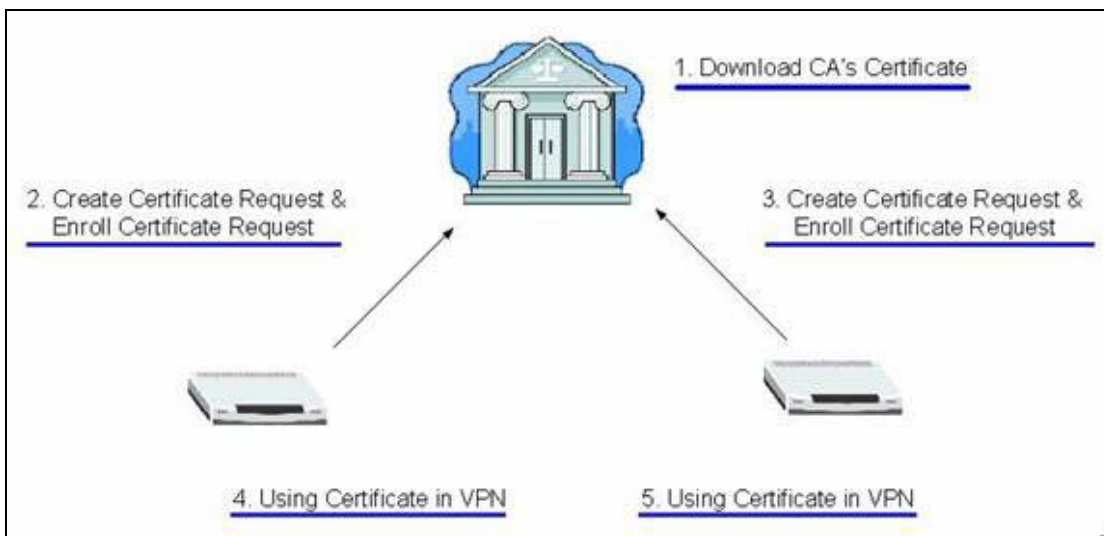 1. Download CA's Certificate
2. Create Certificate Request &
Enroll Certificate Request
3. Create Certificate Request &
Enroll Certificate Request
4. Using Certificate in VPN
5. Using Certificate in VPN